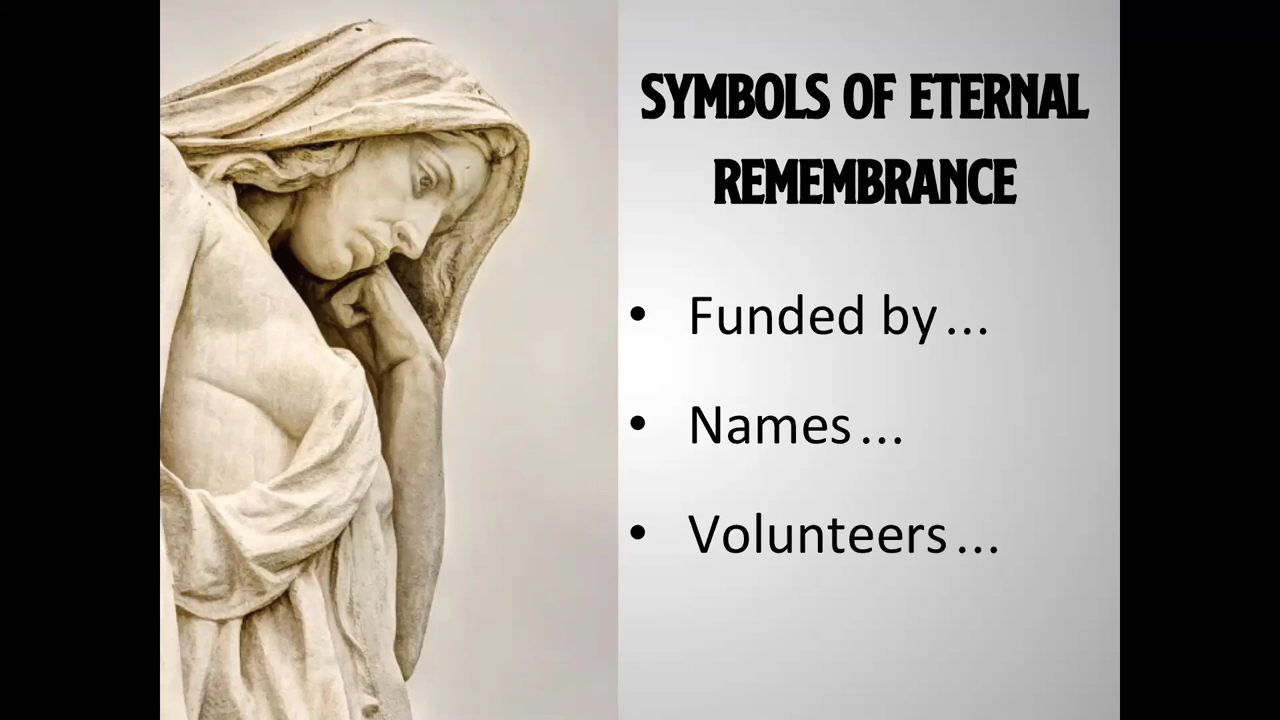 SYMBOLS OF ETERNAL
REMEMBRANCE
• Funded by...
• Names...
• Volunteers...